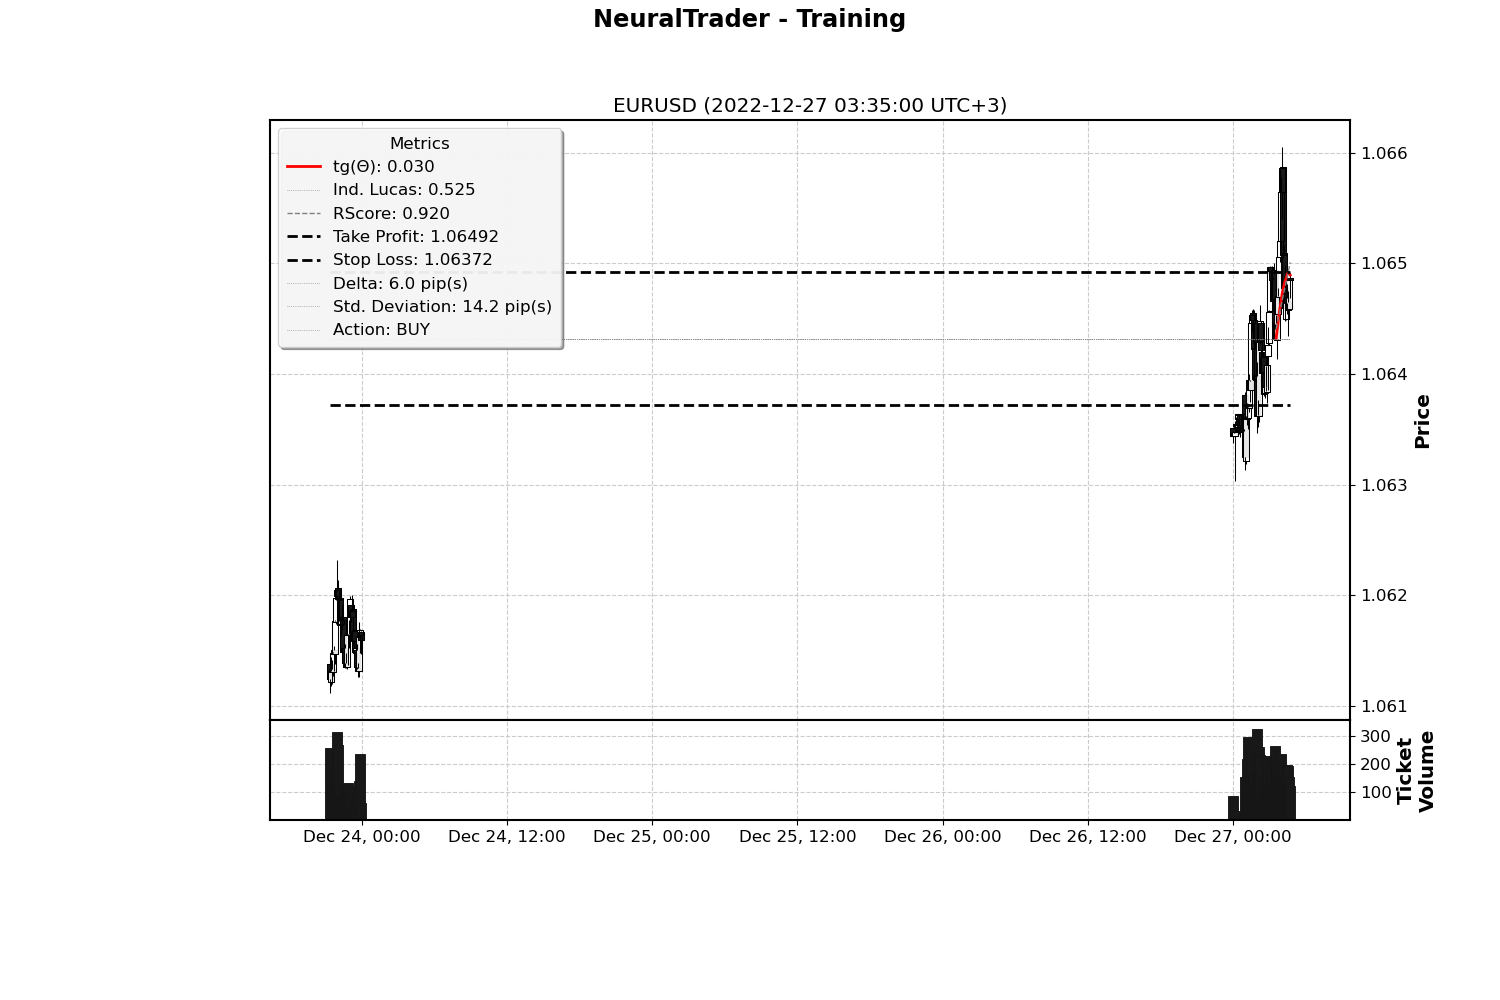 NeuralTrader - Training
EURUSD (2022-12-27 03:35:00 UTC+3)
Metrics
tg(Θ): 0.030
Ind. Lucas: 0.525
RScore: 0.920
Take Profit: 1.06492
Stop Loss: 1.06372
Delta: 6.0 pip(s)
Std. Deviation: 14.2 pip(s)
Action: BUY
1.066
1.065
1.064
1.063
1.062
1.061
Price
300
200
100
Ticket
Volume
Dec 24, 00:00
Dec 24, 12:00
Dec 25, 00:00
Dec 25, 12:00
Dec 26, 00:00
Dec 26, 12:00
Dec 27, 00:00